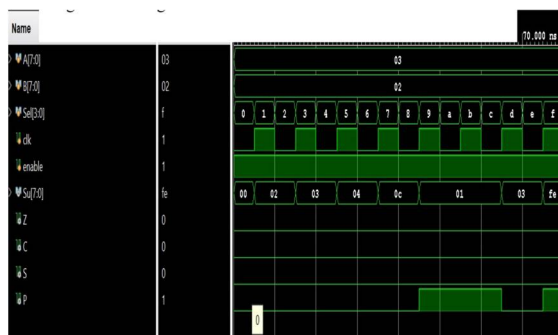 Name
70.000 ns
A[7:0] 03 03
B[7:0] 02 02
Sel[3:0] f 0 1 2 3 4 5 6 7 8 9 a b c d e f
clk 1
enable 1
Su[7:0] fe 00 02 03 04 0c 01 03 fe
Z 0
C 0
S 0
P 1
0